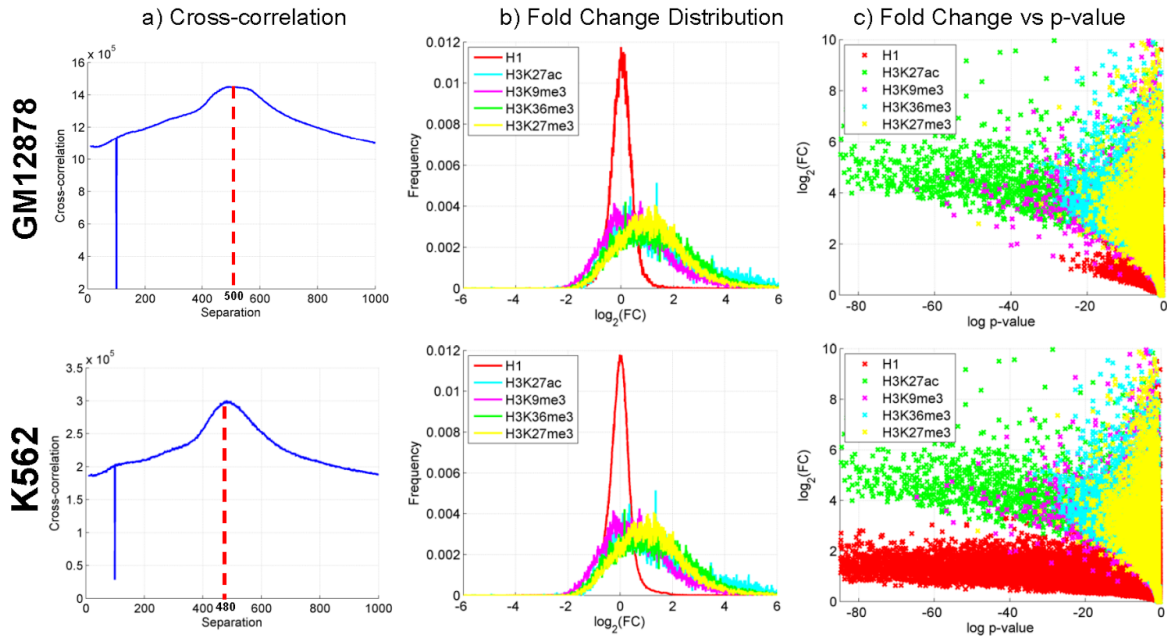 a) Cross-correlation
b) Fold Change Distribution
c) Fold Change vs p-value
GM12878
x 10^5
16
14
12
10
8
6
4
2
Cross-correlation
0 200 400 500 600 800 1000
Separation
0.012
0.01
0.008
0.006
0.004
0.002
0
Frequency
H1
H3K27ac
H3K9me3
H3K36me3
H3K27me3
-6 -4 -2 0 2 4 6
log2(FC)
10
8
6
4
2
0
log2(FC)
H1
H3K27ac
H3K9me3
H3K36me3
H3K27me3
-80 -60 -40 -20 0
log p-value
K562
x 10^5
3.5
3
2.5
2
1.5
1
0.5
0
Cross-correlation
0 200 400 480 600 800 1000
Separation
0.012
0.01
0.008
0.006
0.004
0.002
0
Frequency
H1
H3K27ac
H3K9me3
H3K36me3
H3K27me3
-6 -4 -2 0 2 4 6
log2(FC)
10
8
6
4
2
0
log2(FC)
H1
H3K27ac
H3K9me3
H3K36me3
H3K27me3
-80 -60 -40 -20 0
log p-value